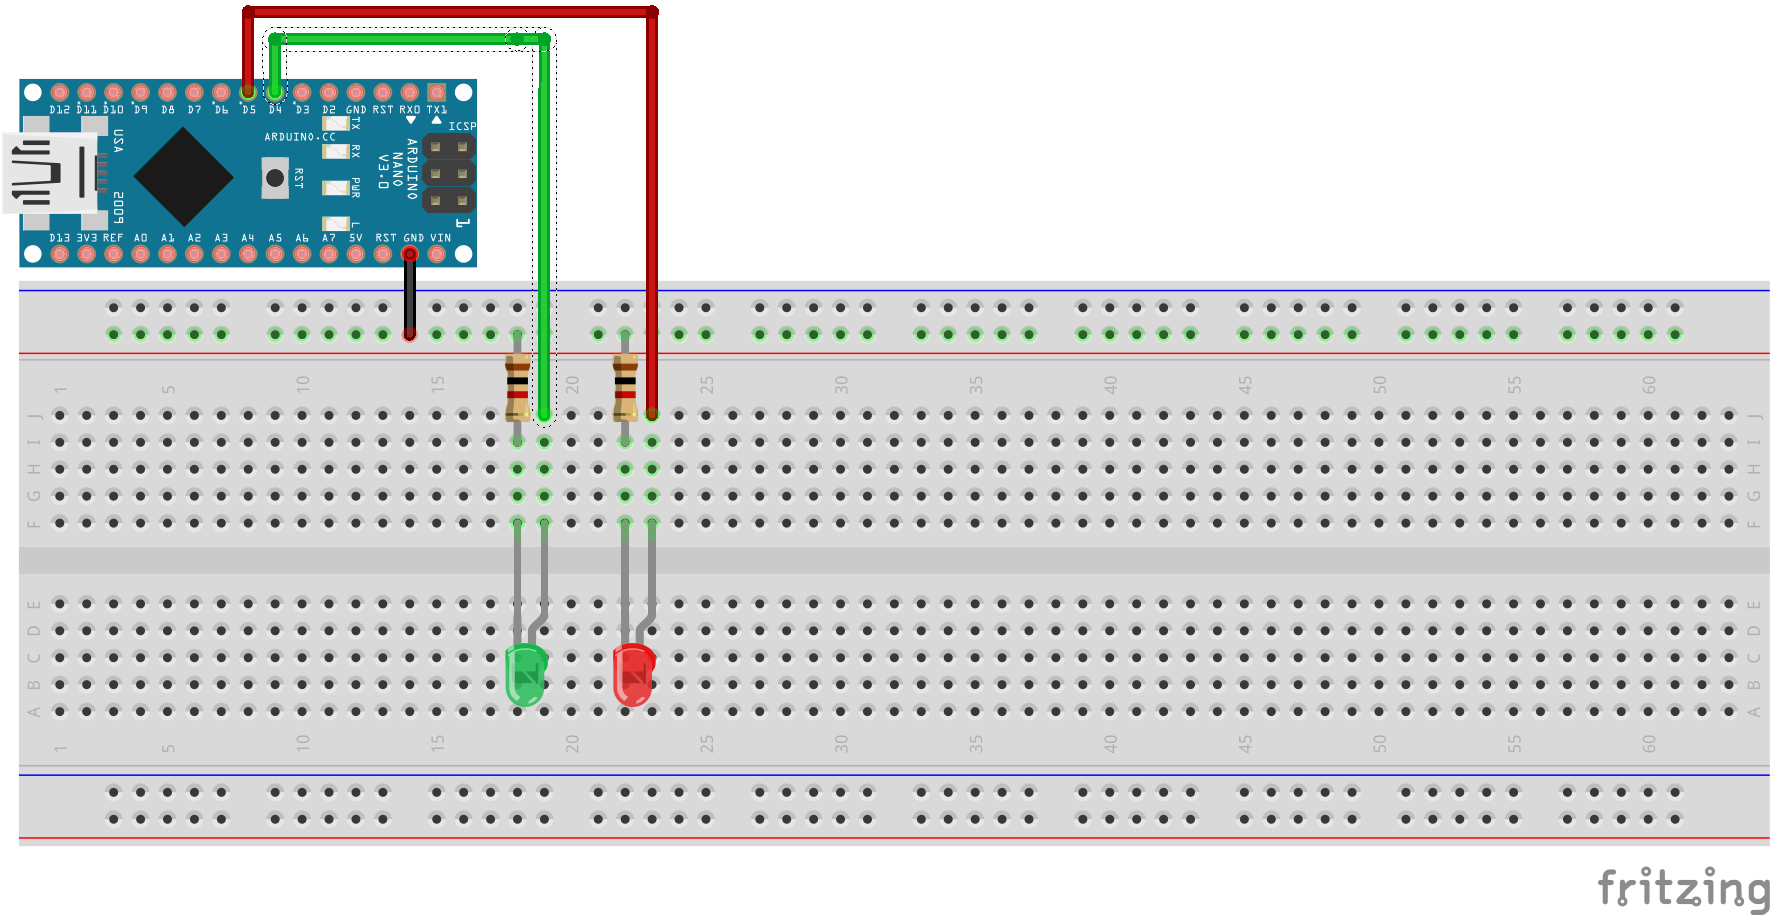 D12 D11 D10 D9 D8 D7 D6 D5 D4 D3 D2 GND RST RX0 TX1
ICSP
ARDUINO.CC
TX
RX
PWR
L
RST
USA
2009
ARDUINO
NANO
V3.0
1
D13 3V3 REF A0 A1 A2 A3 A4 A5 A6 A7 5V RST GND VIN
1 5 10 15 20 25 30 35 40 45 50 55 60
J J
I I
H H
G G
F F
E E
D D
C C
B B
A A
1 5 10 15 20 25 30 35 40 45 50 55 60
fritzing